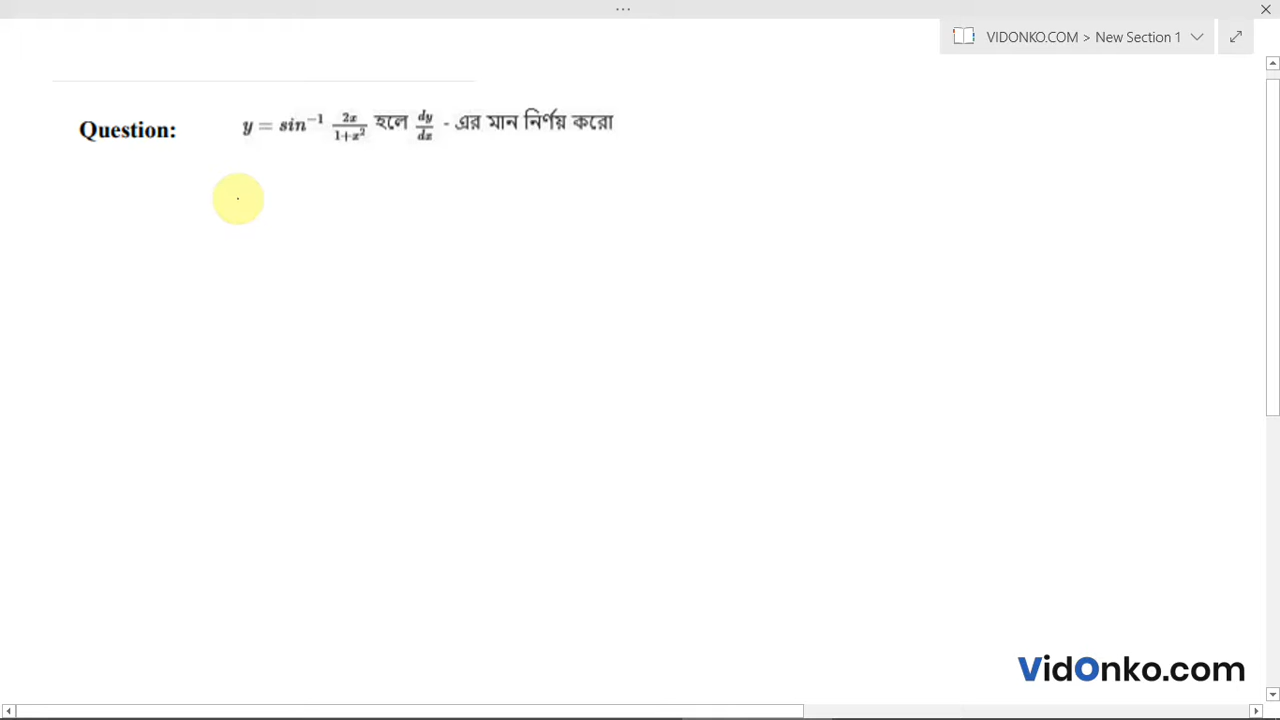 ...
VIDONKO.COM > New Section 1
Question: y = sin⁻¹ 2x/1+x² হলে dy/dx - এর মান নির্ণয় করো
VidOnko.com